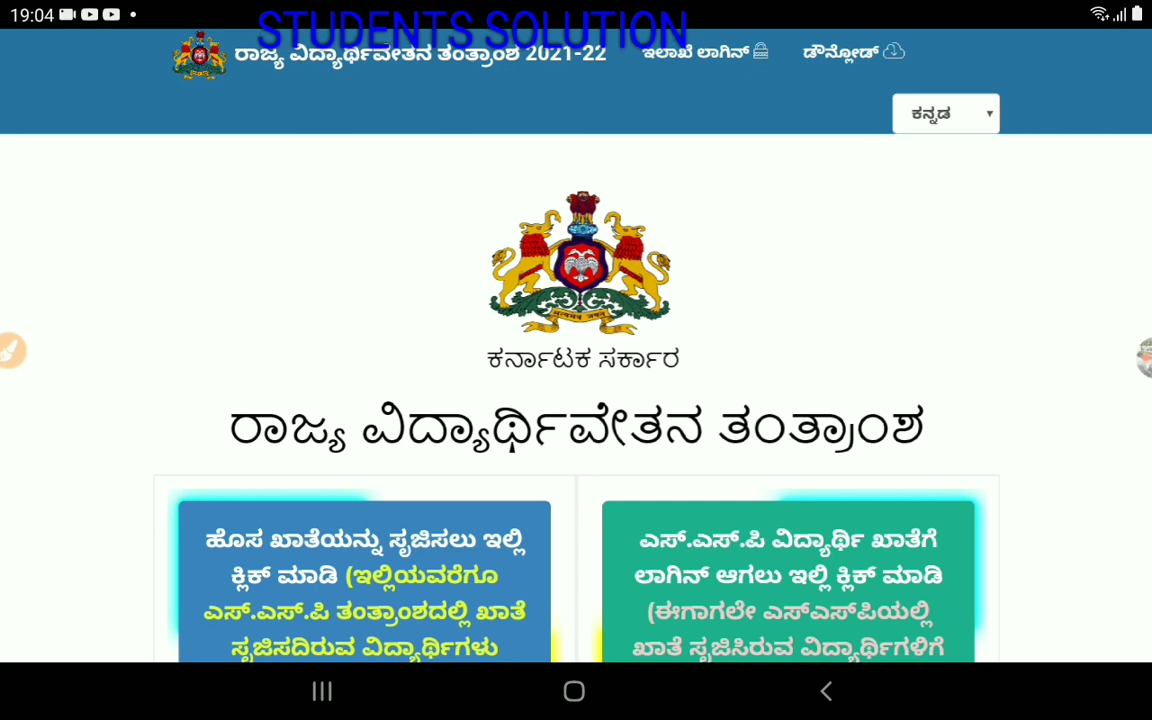 19:04
STUDENTS SOLUTION
ರಾಜ್ಯ ವಿದ್ಯಾರ್ಥಿವೇತನ ತಂತ್ರಾಂಶ 2021-22 ಇಲಾಖೆ ಲಾಗಿನ್ ಡೌನ್ಲೋಡ್
ಕನ್ನಡ
ಕರ್ನಾಟಕ ಸರ್ಕಾರ
ರಾಜ್ಯ ವಿದ್ಯಾರ್ಥಿವೇತನ ತಂತ್ರಾಂಶ
ಹೊಸ ಖಾತೆಯನ್ನು ಸೃಜಿಸಲು ಇಲ್ಲಿ
ಕ್ಲಿಕ್ ಮಾಡಿ (ಇಲ್ಲಿಯವರೆಗೂ
ಎಸ್.ಎಸ್.ಪಿ ತಂತ್ರಾಂಶದಲ್ಲಿ ಖಾತೆ
ಸೃಜಿಸದಿರುವ ವಿದ್ಯಾರ್ಥಿಗಳು
ಎಸ್.ಎಸ್.ಪಿ ವಿದ್ಯಾರ್ಥಿ ಖಾತೆಗೆ
ಲಾಗಿನ್ ಆಗಲು ಇಲ್ಲಿ ಕ್ಲಿಕ್ ಮಾಡಿ
(ಈಗಾಗಲೇ ಎಸ್ಎಸ್‌ಪಿಯಲ್ಲಿ
ಖಾತೆ ಸೃಜಿಸಿರುವ ವಿದ್ಯಾರ್ಥಿಗಳಿಗೆ